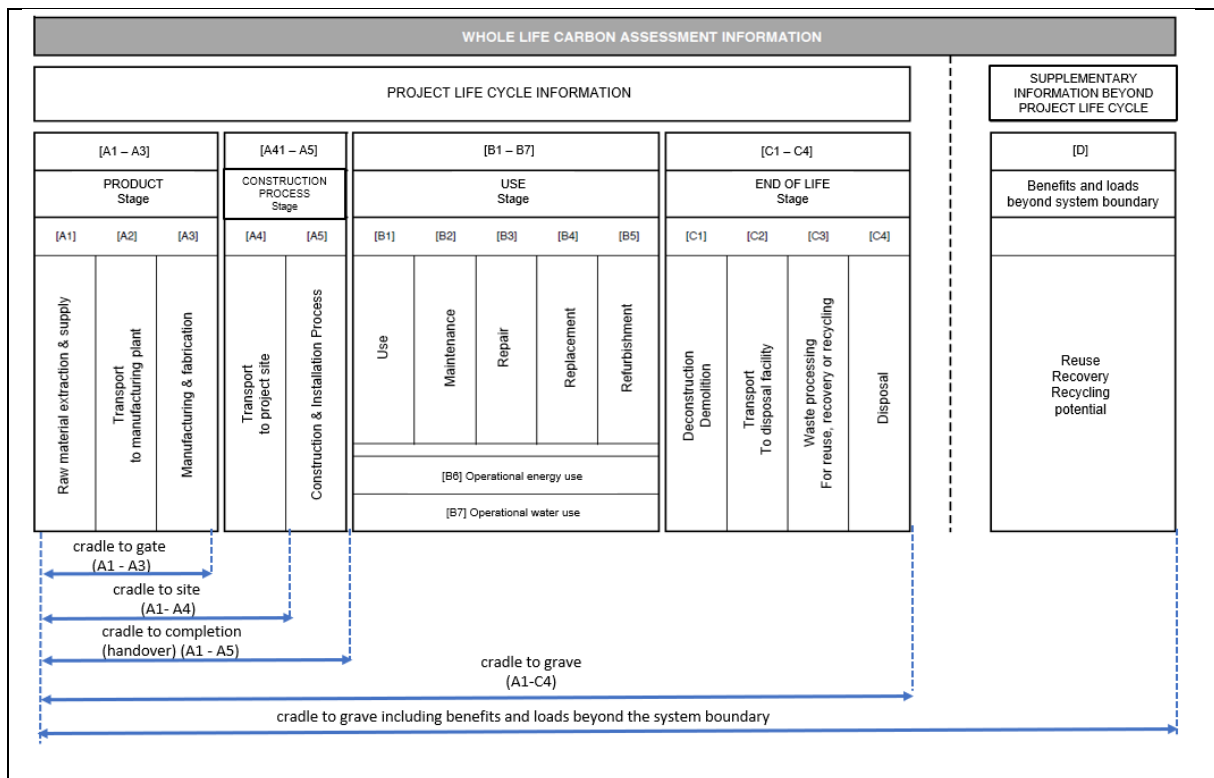 WHOLE LIFE CARBON ASSESSMENT INFORMATION
PROJECT LIFE CYCLE INFORMATION
SUPPLEMENTARY
INFORMATION BEYOND
PROJECT LIFE CYCLE
[A1 – A3]
[A41 – A5]
[B1 – B7]
[C1 – C4]
[D]
PRODUCT
Stage
CONSTRUCTION
PROCESS
Stage
USE
Stage
END OF LIFE
Stage
Benefits and loads
beyond system boundary
[A1]
[A2]
[A3]
[A4]
[A5]
[B1]
[B2]
[B3]
[B4]
[B5]
[C1]
[C2]
[C3]
[C4]
Raw material extraction & supply
Transport
to manufacturing plant
Manufacturing & fabrication
Transport
to project site
Construction & Installation Process
Use
Maintenance
Repair
Replacement
Refurbishment
[B6] Operational energy use
[B7] Operational water use
Deconstruction
Demolition
Transport
To disposal facility
Waste processing
For reuse, recovery or recycling
Disposal
Reuse
Recovery
Recycling
potential
cradle to gate
(A1 - A3)
cradle to site
(A1- A4)
cradle to completion
(handover) (A1 - A5)
cradle to grave
(A1-C4)
cradle to grave including benefits and loads beyond the system boundary